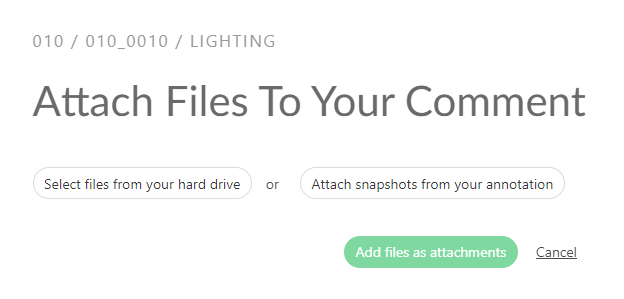 010 / 010_0010 / LIGHTING
Attach Files To Your Comment
Select files from your hard drive or Attach snapshots from your annotation
Add files as attachments Cancel